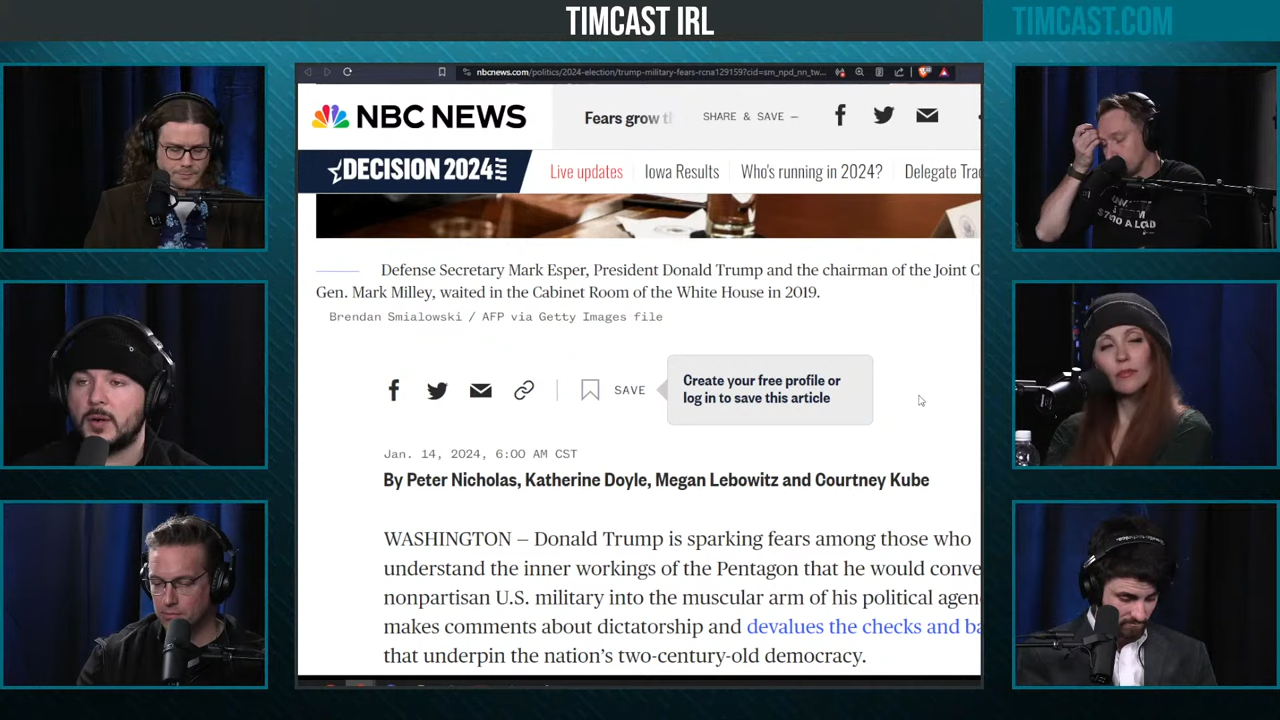 TIMCAST IRL
TIMCAST.COM
nbcnews.com/politics/2024-election/trump-military-fears-rcna129159?cid=sm_npd_nn_tw...
NBC NEWS
Fears grow t
SHARE & SAVE —
DECISION 2024
Live updates
Iowa Results
Who's running in 2024?
Delegate Trac
Defense Secretary Mark Esper, President Donald Trump and the chairman of the Joint C
Gen. Mark Milley, waited in the Cabinet Room of the White House in 2019.
Brendan Smialowski / AFP via Getty Images file
SAVE
Create your free profile or
log in to save this article
Jan. 14, 2024, 6:00 AM CST
By Peter Nicholas, Katherine Doyle, Megan Lebowitz and Courtney Kube
WASHINGTON — Donald Trump is sparking fears among those who
understand the inner workings of the Pentagon that he would conve
nonpartisan U.S. military into the muscular arm of his political agen
makes comments about dictatorship and devalues the checks and ba
that underpin the nation's two-century-old democracy.
A LOAD